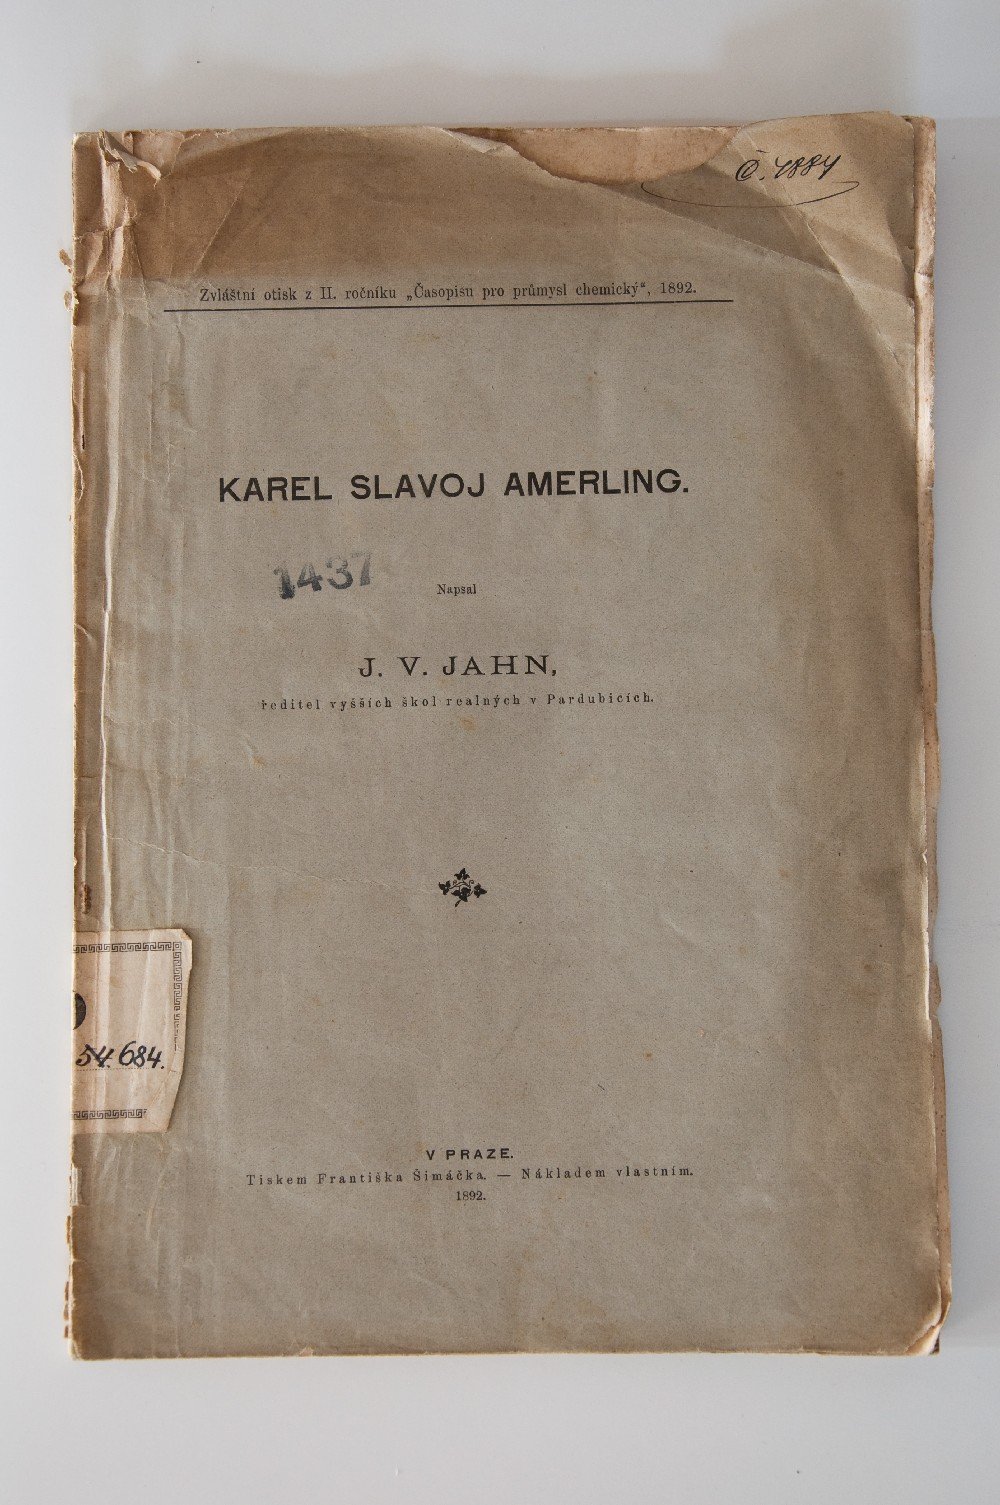 Č. 4884
Zvláštní otisk z II. ročníku „Časopisu pro průmysl chemický“, 1892.
KAREL SLAVOJ AMERLING.
1437
Napsal
J. V. JAHN,
ředitel vyšších škol realných v Pardubicích.
54.684.
V PRAZE.
Tiskem Františka Šimáčka. — Nákladem vlastním.
1892.